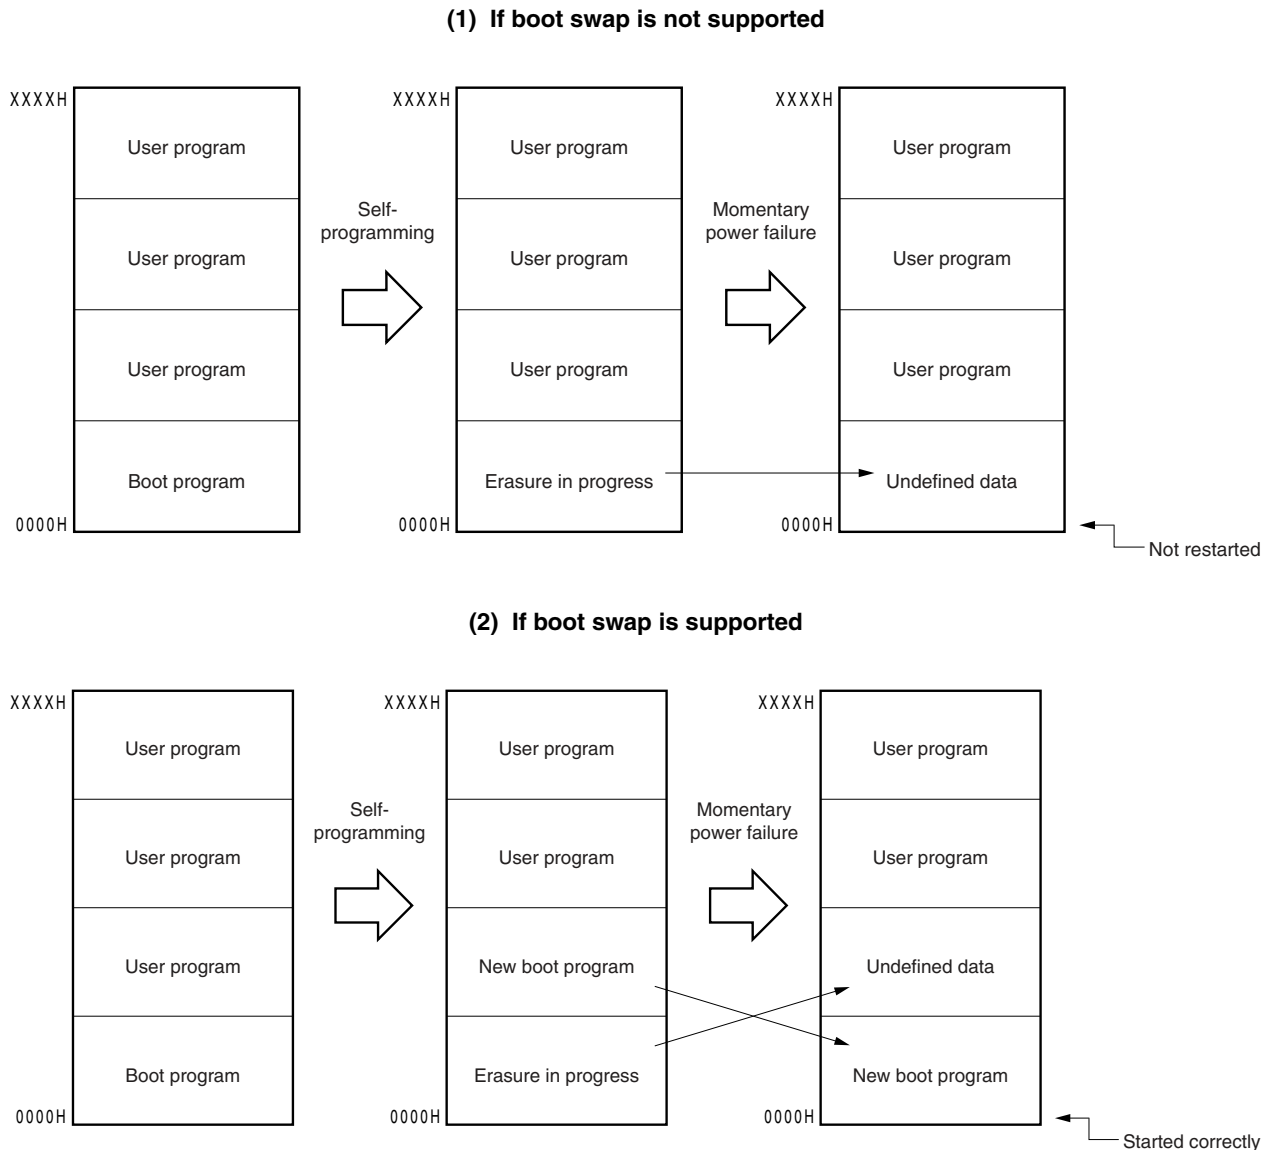 (1) If boot swap is not supported
XXXXH
User program
User program
User program
Boot program
0000H
Self-
programming
XXXXH
User program
User program
User program
Erasure in progress
0000H
Momentary
power failure
XXXXH
User program
User program
User program
Undefined data
0000H
Not restarted
(2) If boot swap is supported
XXXXH
User program
User program
User program
Boot program
0000H
Self-
programming
XXXXH
User program
User program
New boot program
Erasure in progress
0000H
Momentary
power failure
XXXXH
User program
User program
Undefined data
New boot program
0000H
Started correctly